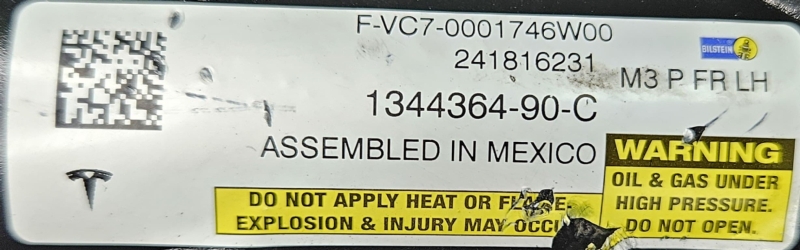 F-VC7-0001746W00
BILSTEIN
241816231
M3 P FR LH
1344364-90-C
ASSEMBLED IN MEXICO
WARNING
OIL & GAS UNDER
HIGH PRESSURE.
DO NOT OPEN.
DO NOT APPLY HEAT OR
EXPLOSION & INJURY MAY